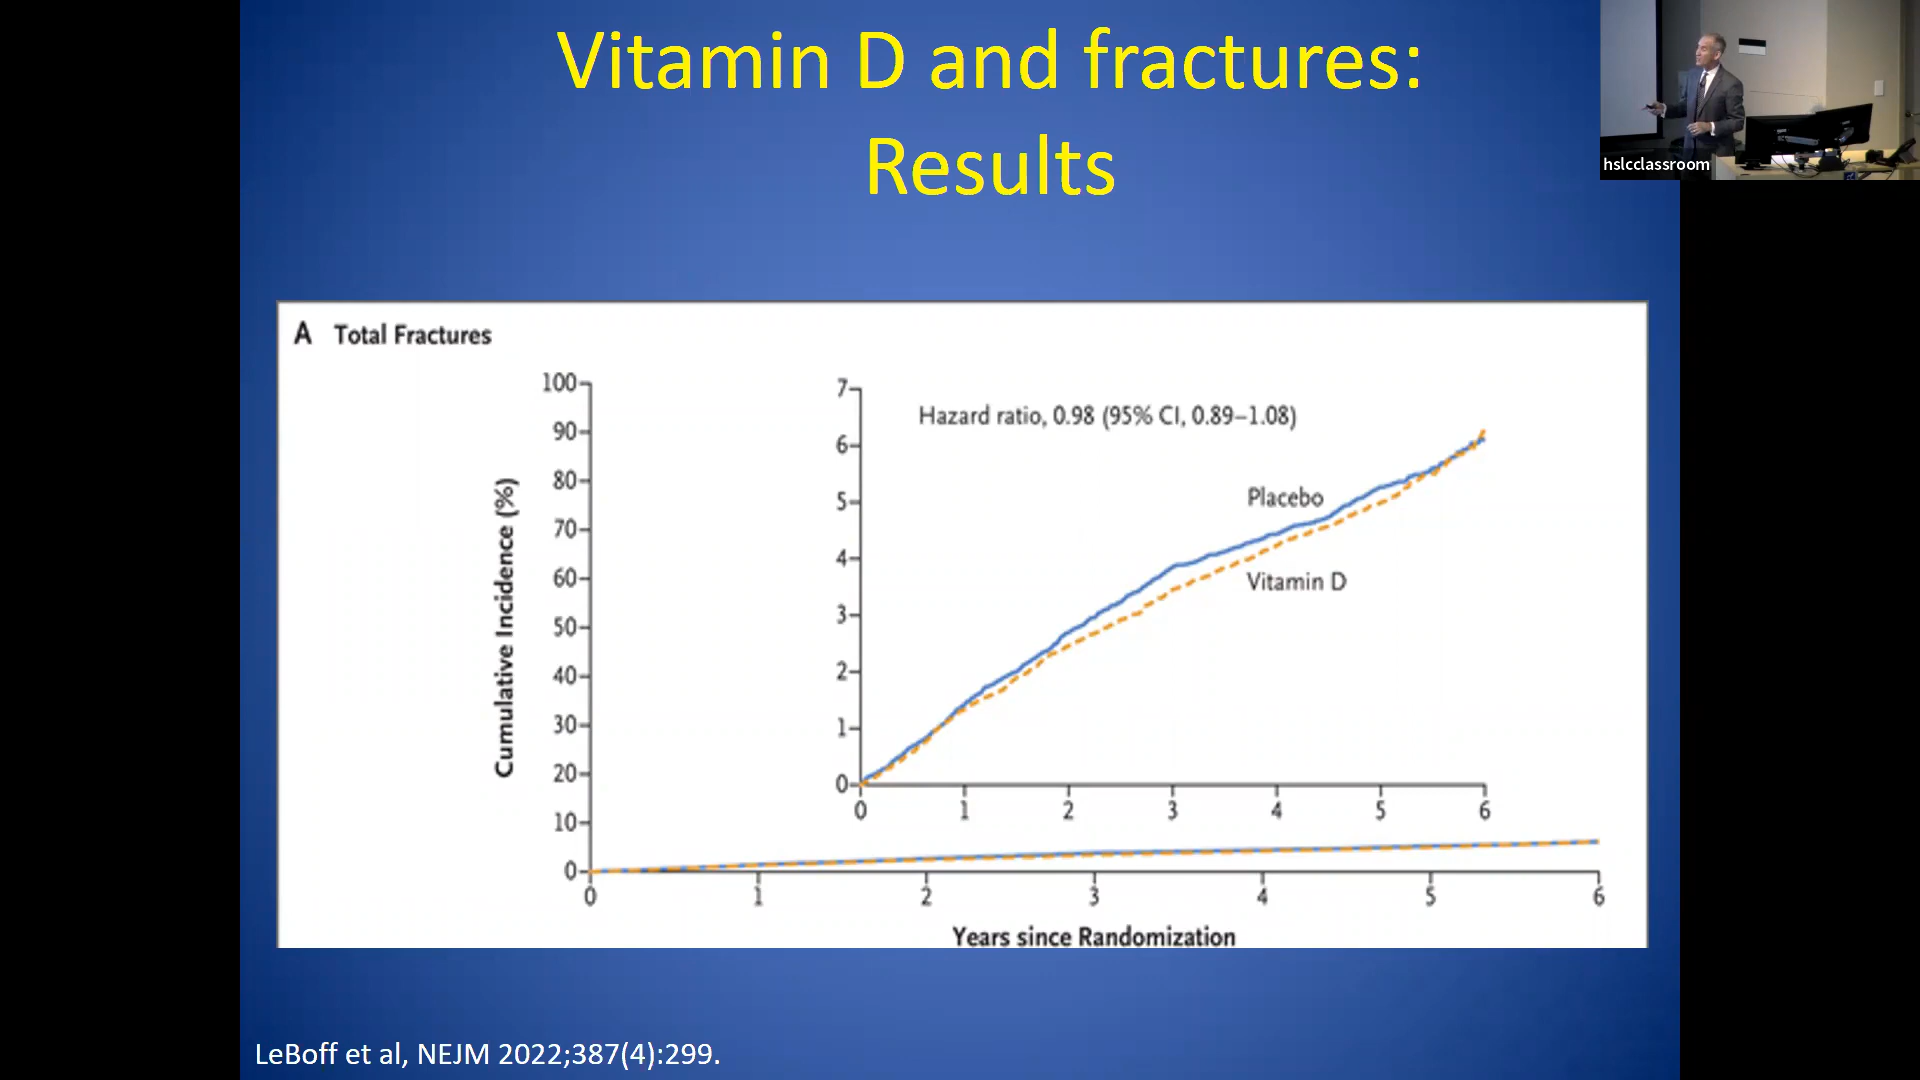 Vitamin D and fractures:
Results
hslcclassroom
A Total Fractures
100
90
80
70
60
50
40
30
20
10
0
Cumulative Incidence (%)
7
6
5
4
3
2
1
0
Hazard ratio, 0.98 (95% CI, 0.89–1.08)
Placebo
Vitamin D
0 1 2 3 4 5 6
0 1 2 3 4 5 6
Years since Randomization
LeBoff et al, NEJM 2022;387(4):299.